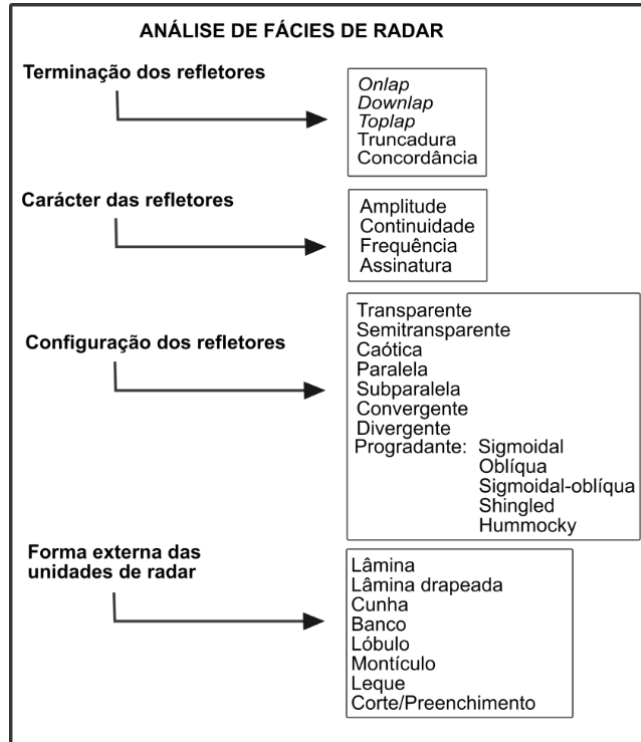 ANÁLISE DE FÁCIES DE RADAR
Terminação dos refletores
Onlap
Downlap
Toplap
Truncadura
Concordância
Carácter das refletores
Amplitude
Continuidade
Frequência
Assinatura
Configuração dos refletores
Transparente
Semitransparente
Caótica
Paralela
Subparalela
Convergente
Divergente
Progradante: Sigmoidal
Oblíqua
Sigmoidal-oblíqua
Shingled
Hummocky
Forma externa das
unidades de radar
Lâmina
Lâmina drapeada
Cunha
Banco
Lóbulo
Montículo
Leque
Corte/Preenchimento